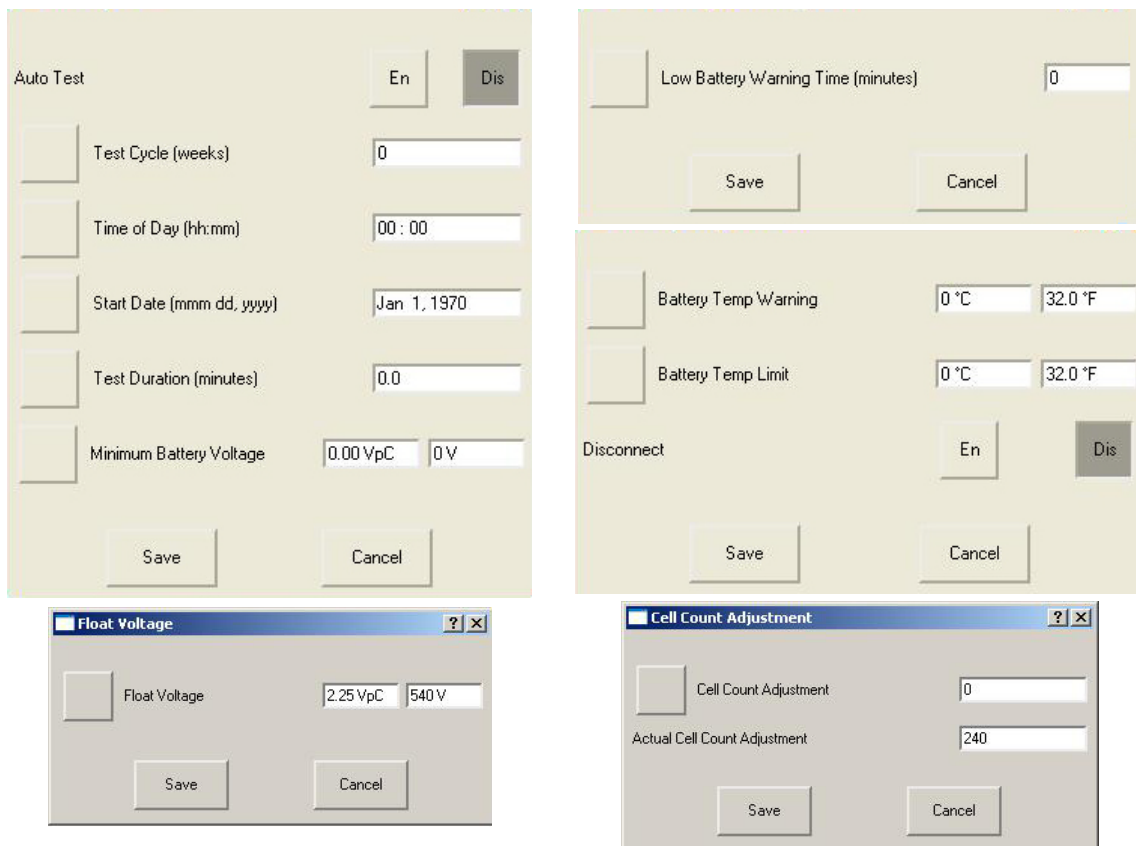 Auto Test En Dis
Test Cycle (weeks) 0
Time of Day (hh:mm) 00 : 00
Start Date (mmm dd, yyyy) Jan 1, 1970
Test Duration (minutes) 0.0
Minimum Battery Voltage 0.00 VpC 0 V
Save Cancel
Low Battery Warning Time (minutes) 0
Save Cancel
Battery Temp Warning 0 °C 32.0 °F
Battery Temp Limit 0 °C 32.0 °F
Disconnect En Dis
Save Cancel
Float Voltage
Float Voltage 2.25 VpC 540 V
Save Cancel
Cell Count Adjustment
Cell Count Adjustment 0
Actual Cell Count Adjustment 240
Save Cancel